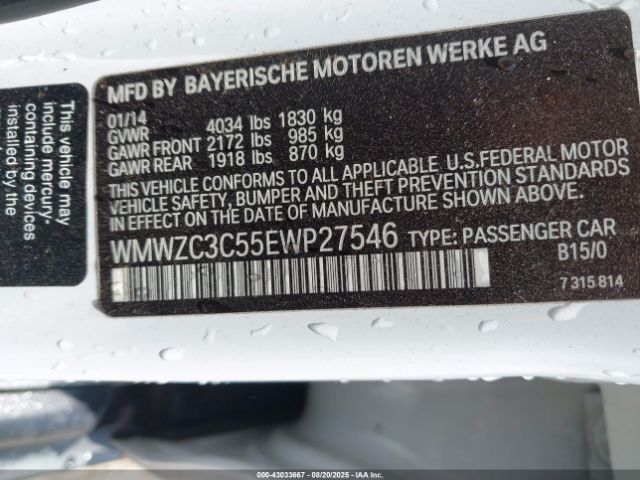 This vehicle may
include mercury-
containing devices
installed by the
MFD BY BAYERISCHE MOTOREN WERKE AG
01/14
GVWR 4034 lbs 1830 kg
GAWR FRONT 2172 lbs 985 kg
GAWR REAR 1918 lbs 870 kg
THIS VEHICLE CONFORMS TO ALL APPLICABLE U.S.FEDERAL MOTOR
VEHICLE SAFETY, BUMPER AND THEFT PREVENTION STANDARDS
IN EFFECT ON THE DATE OF MANUFACTURE SHOWN ABOVE.
WMWZC3C55EWP27546 TYPE: PASSENGER CAR
B15/0
7 315.814
000-43033667 - 08/20/2025 - Copyright IAA, LLC